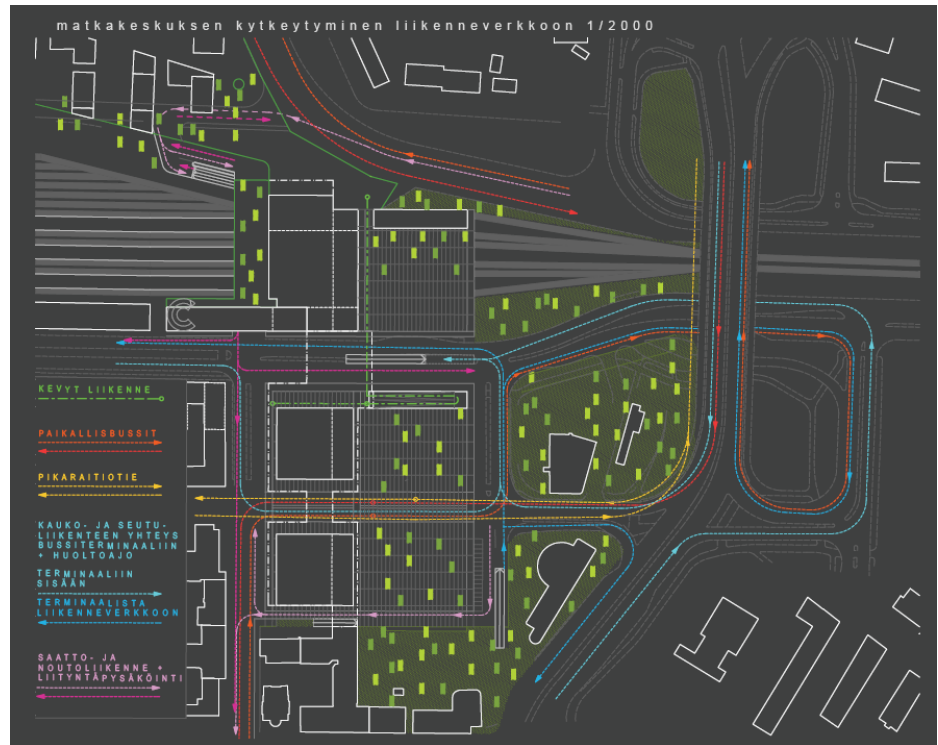 matkakeskuksen kytkeytyminen liikenneverkkoon 1/2000
KEVYT LIIKENNE
PAIKALLISBUSSIT
PIKARAITIOTIE
KAUKO- JA SEUTU-
LIIKENTEEN YHTEYS
BUSSITERMINAALIIN
+ HUOLTOAJO
TERMINAALIIN
SISÄÄN
TERMINAALISTA
LIIKENNEVERKKOON
SAATTO- JA
NOUTOLIIKENNE +
LIITYNTÄPYSÄKÖINTI